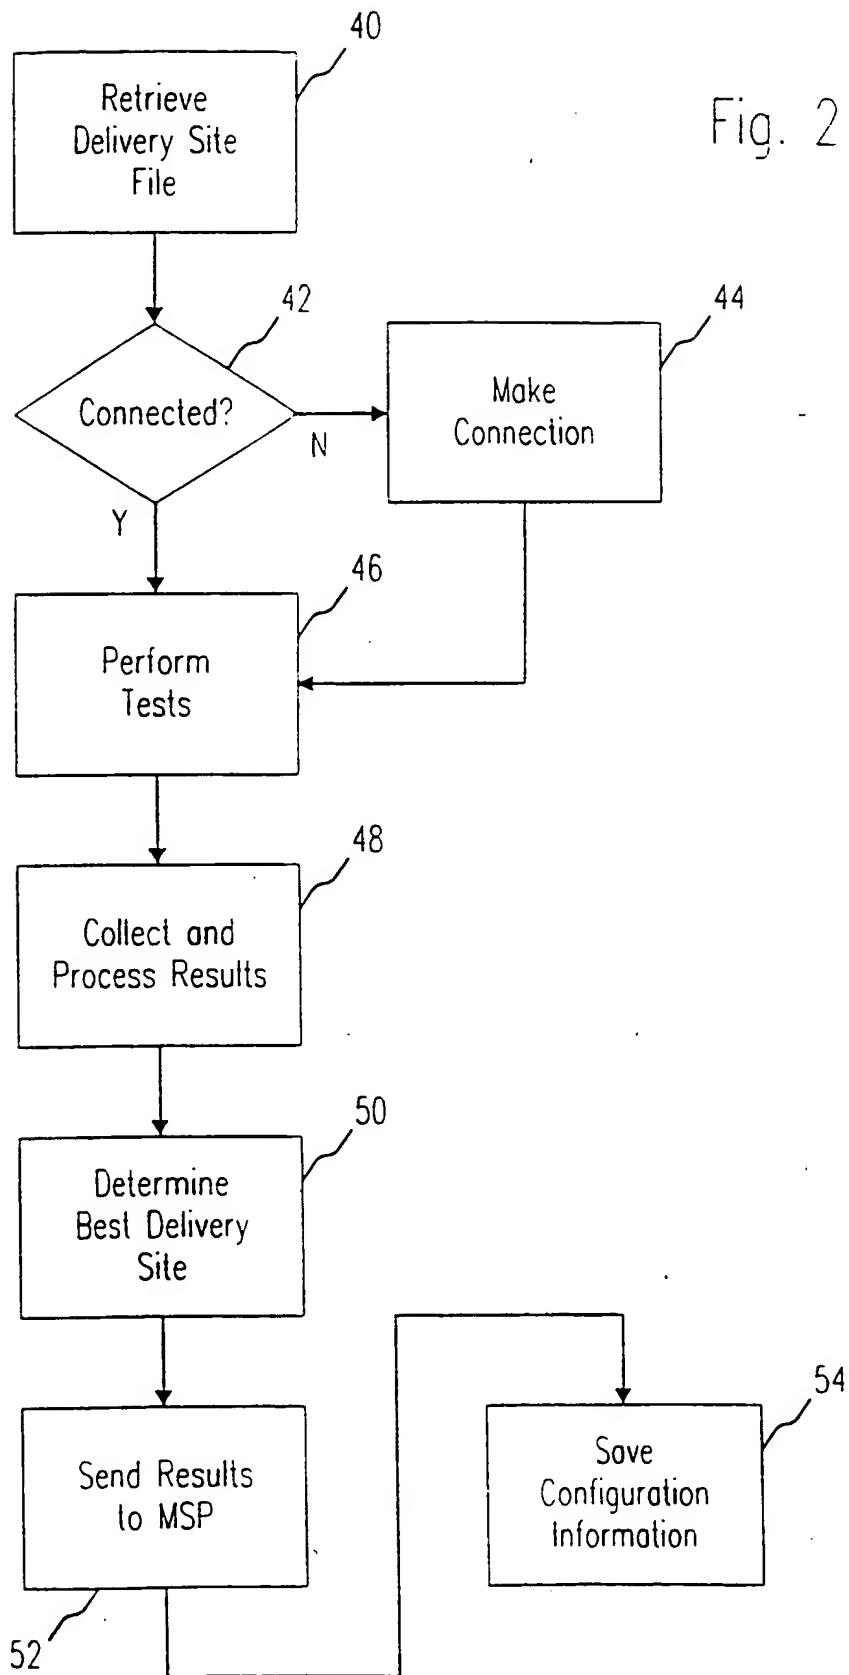 40
Retrieve
Delivery Site
File
Fig. 2
42
44
Connected?
Make
Connection
N
Y
46
Perform
Tests
48
Collect and
Process Results
50
Determine
Best Delivery
Site
54
Send Results
to MSP
Save
Configuration
Information
52